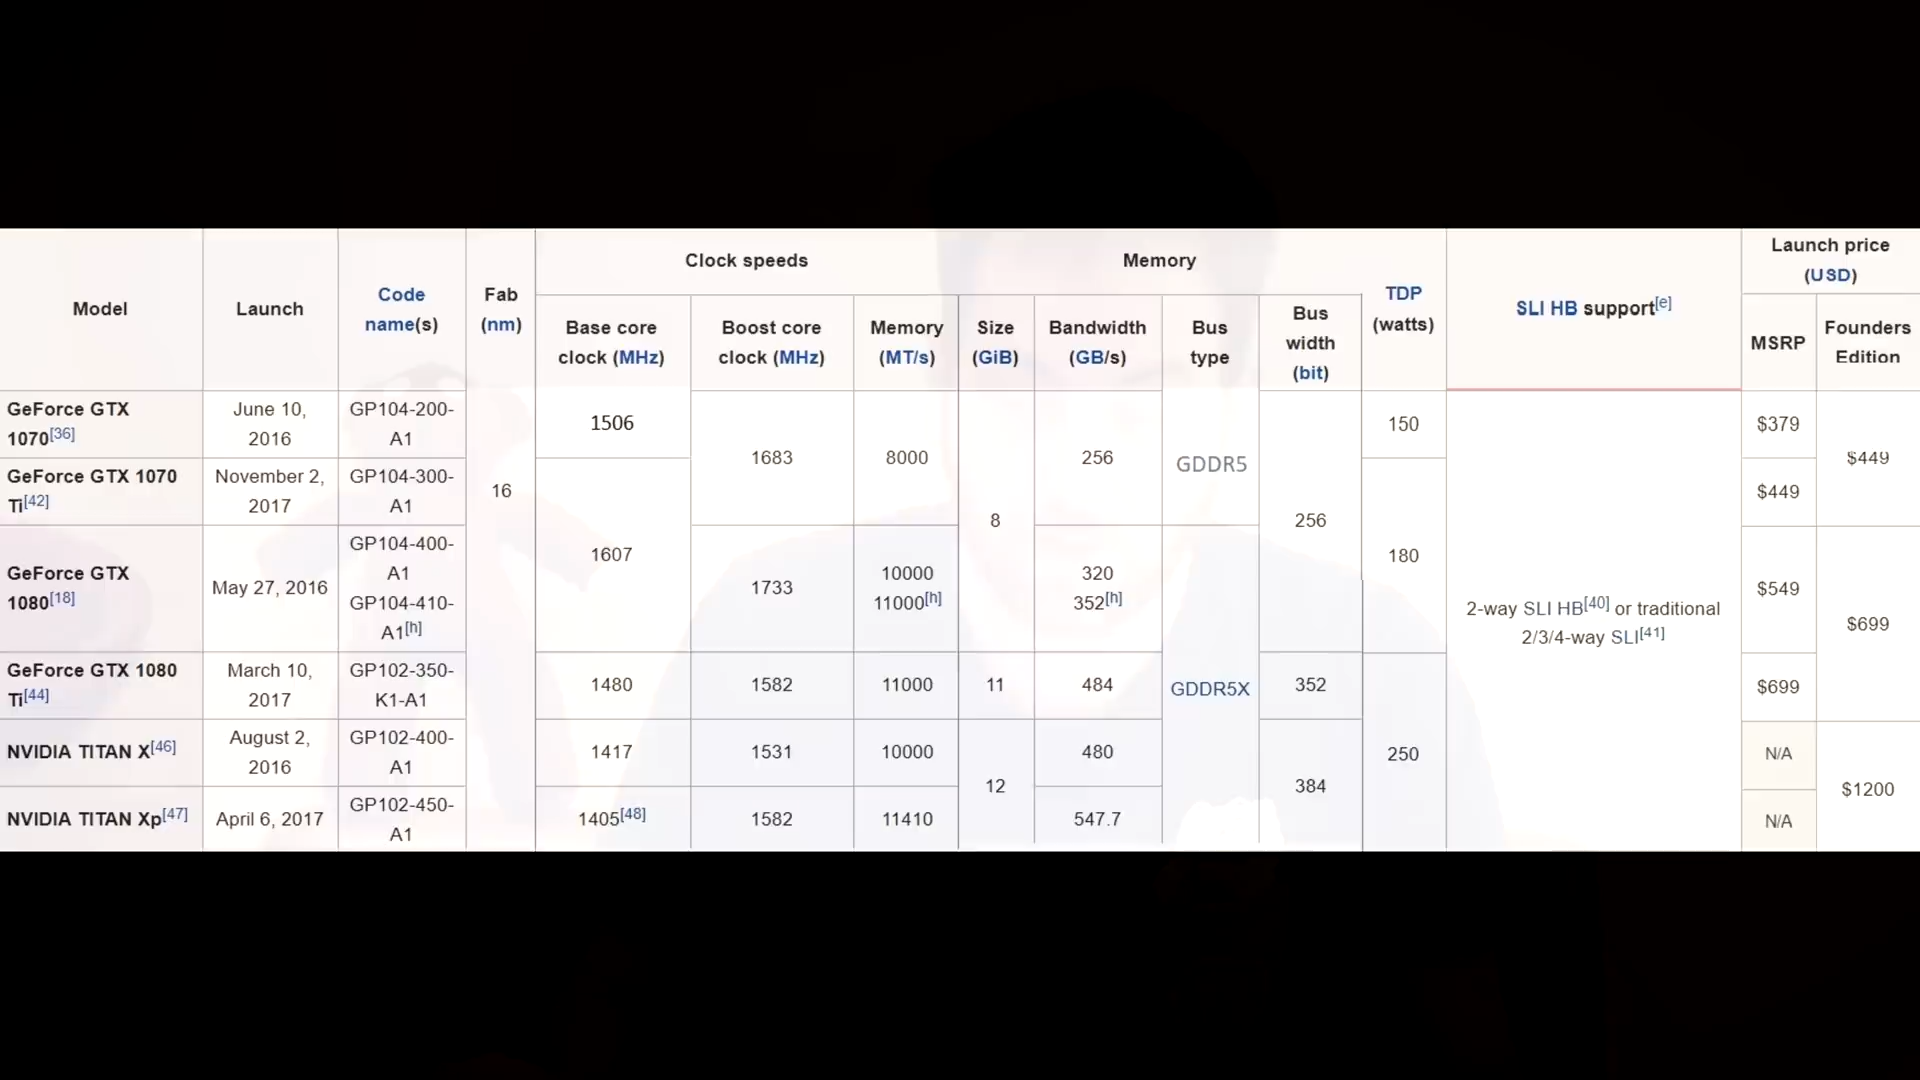 Model
Launch
Code
name(s)
Fab
(nm)
Clock speeds
Memory
TDP
(watts)
SLI HB support[e]
Launch price
(USD)
Base core
clock (MHz)
Boost core
clock (MHz)
Memory
(MT/s)
Size
(GiB)
Bandwidth
(GB/s)
Bus
type
Bus
width
(bit)
MSRP
Founders
Edition
GeForce GTX
1070[36]
June 10,
2016
GP104-200-
A1
16
1506
1683
8000
8
256
GDDR5
256
150
2-way SLI HB[40] or traditional
2/3/4-way SLI[41]
$379
$449
GeForce GTX 1070
Ti[42]
November 2,
2017
GP104-300-
A1
1607
180
$449
GeForce GTX
1080[18]
May 27, 2016
GP104-400-
A1
GP104-410-
A1[h]
1733
10000
11000[h]
320
352[h]
GDDR5X
$549
$699
GeForce GTX 1080
Ti[44]
March 10,
2017
GP102-350-
K1-A1
1480
1582
11000
11
484
352
250
$699
NVIDIA TITAN X[46]
August 2,
2016
GP102-400-
A1
1417
1531
10000
12
480
384
N/A
$1200
NVIDIA TITAN Xp[47]
April 6, 2017
GP102-450-
A1
1405[48]
1582
11410
547.7
N/A